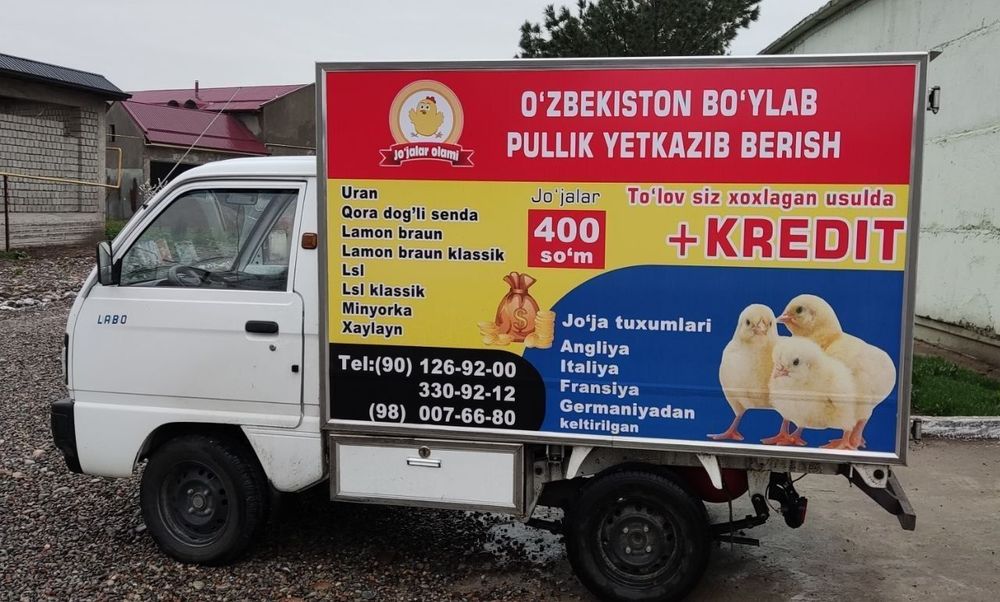 O'ZBEKISTON BO'YLAB
PULLIK YETKAZIB BERISH
Jo'jalar olami
Uran
Qora dog'li senda
Lamon braun
Lamon braun klassik
Lsl
Lsl klassik
Minyorka
Xaylayn
Jo'jalar
400
so'm
To'lov siz xoxlagan usulda
+KREDIT
$
Jo'ja tuxumlari
Angliya
Italiya
Fransiya
Germaniyadan
keltirilgan
Tel:(90) 126-92-00
330-92-12
(98) 007-66-80
LABO